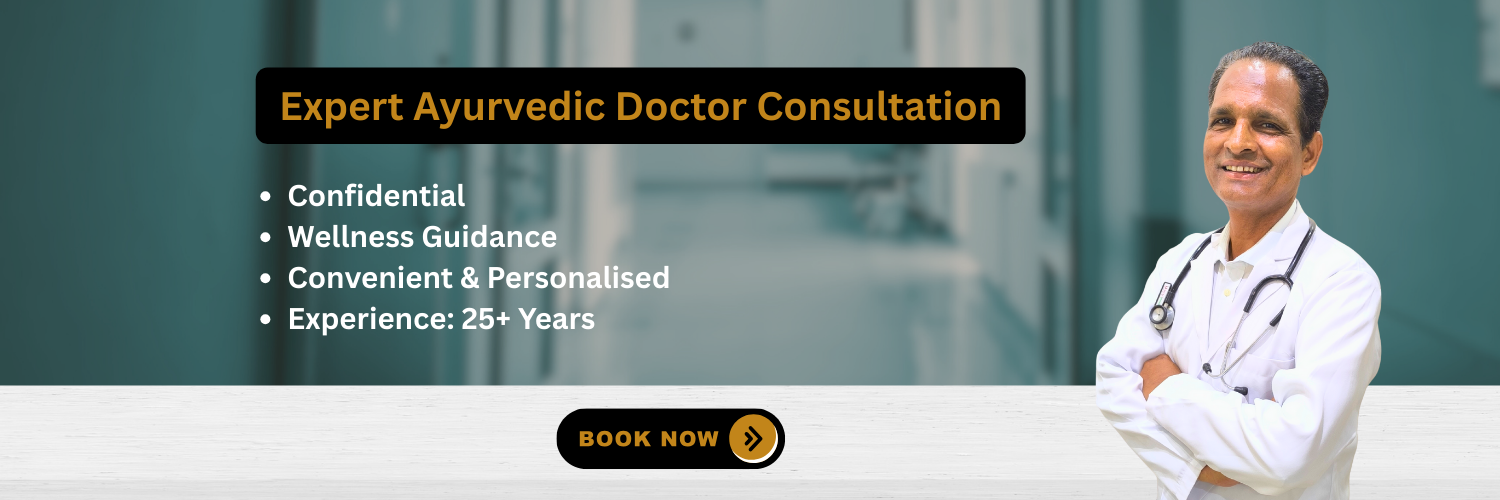 Expert Ayurvedic Doctor Consultation
• Confidential
• Wellness Guidance
• Convenient & Personalised
• Experience: 25+ Years
BOOK NOW